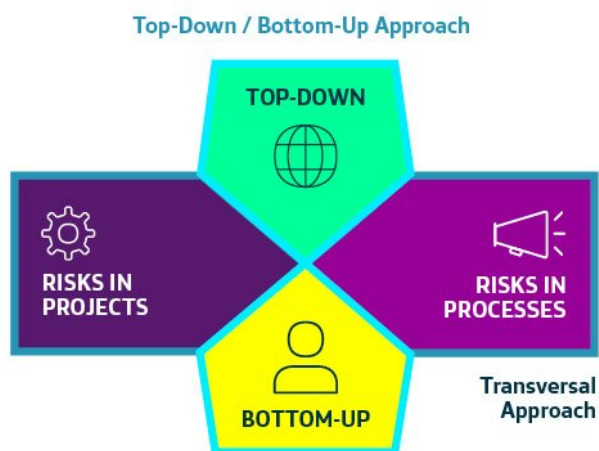 Top-Down / Bottom-Up Approach
TOP-DOWN
RISKS IN
PROJECTS
RISKS IN
PROCESSES
BOTTOM-UP
Transversal
Approach